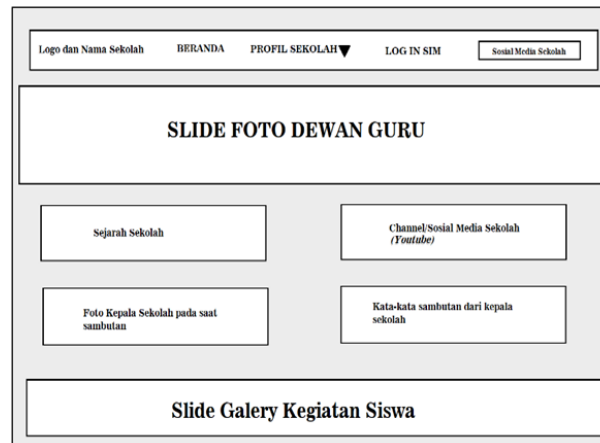 Logo dan Nama Sekolah BERANDA PROFIL SEKOLAH LOG IN SIM Sosial Media Sekolah
SLIDE FOTO DEWAN GURU
Sejarah Sekolah
Channel/Sosial Media Sekolah
(Youtube)
Foto Kepala Sekolah pada saat
sambutan
Kata-kata sambutan dari kepala
sekolah
Slide Galery Kegiatan Siswa